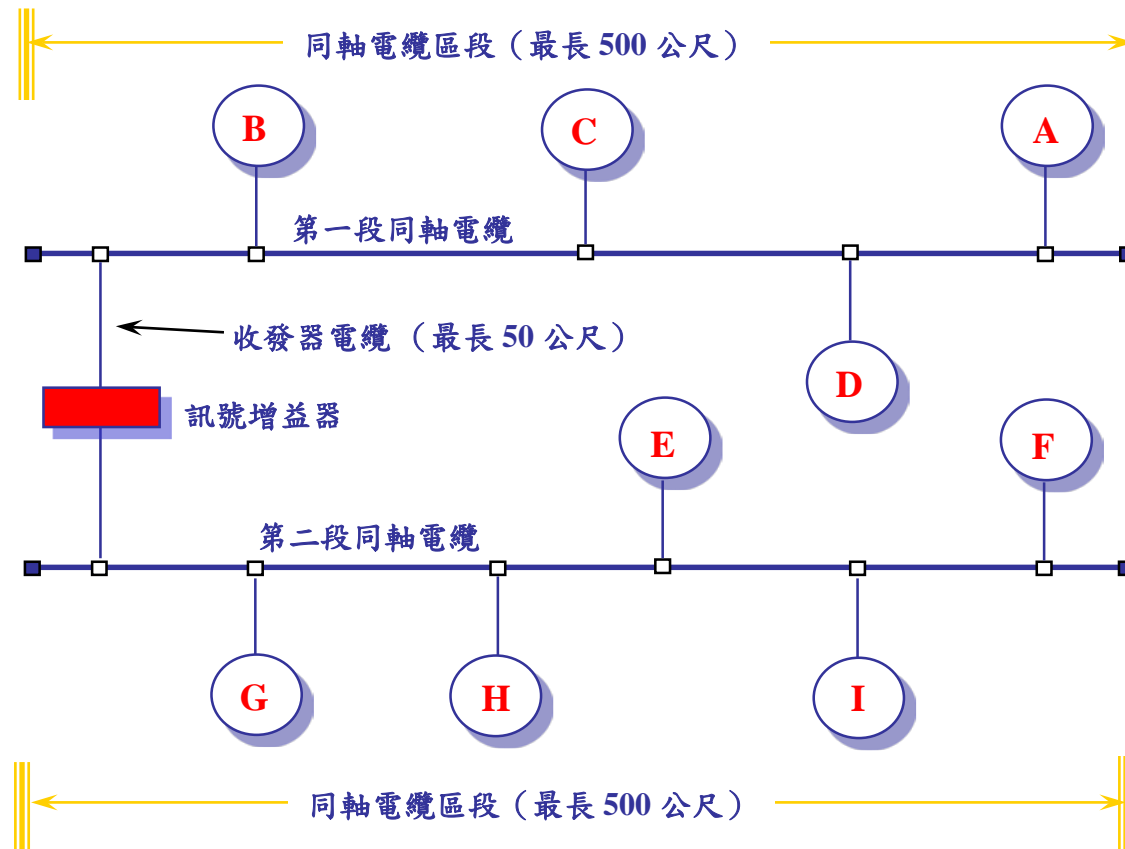 同軸電纜區段（最長 500 公尺）
B
C
A
第一段同軸電纜
收發器電纜 （最長 50 公尺）
D
訊號增益器
E
F
第二段同軸電纜
G
H
I
同軸電纜區段（最長 500 公尺）